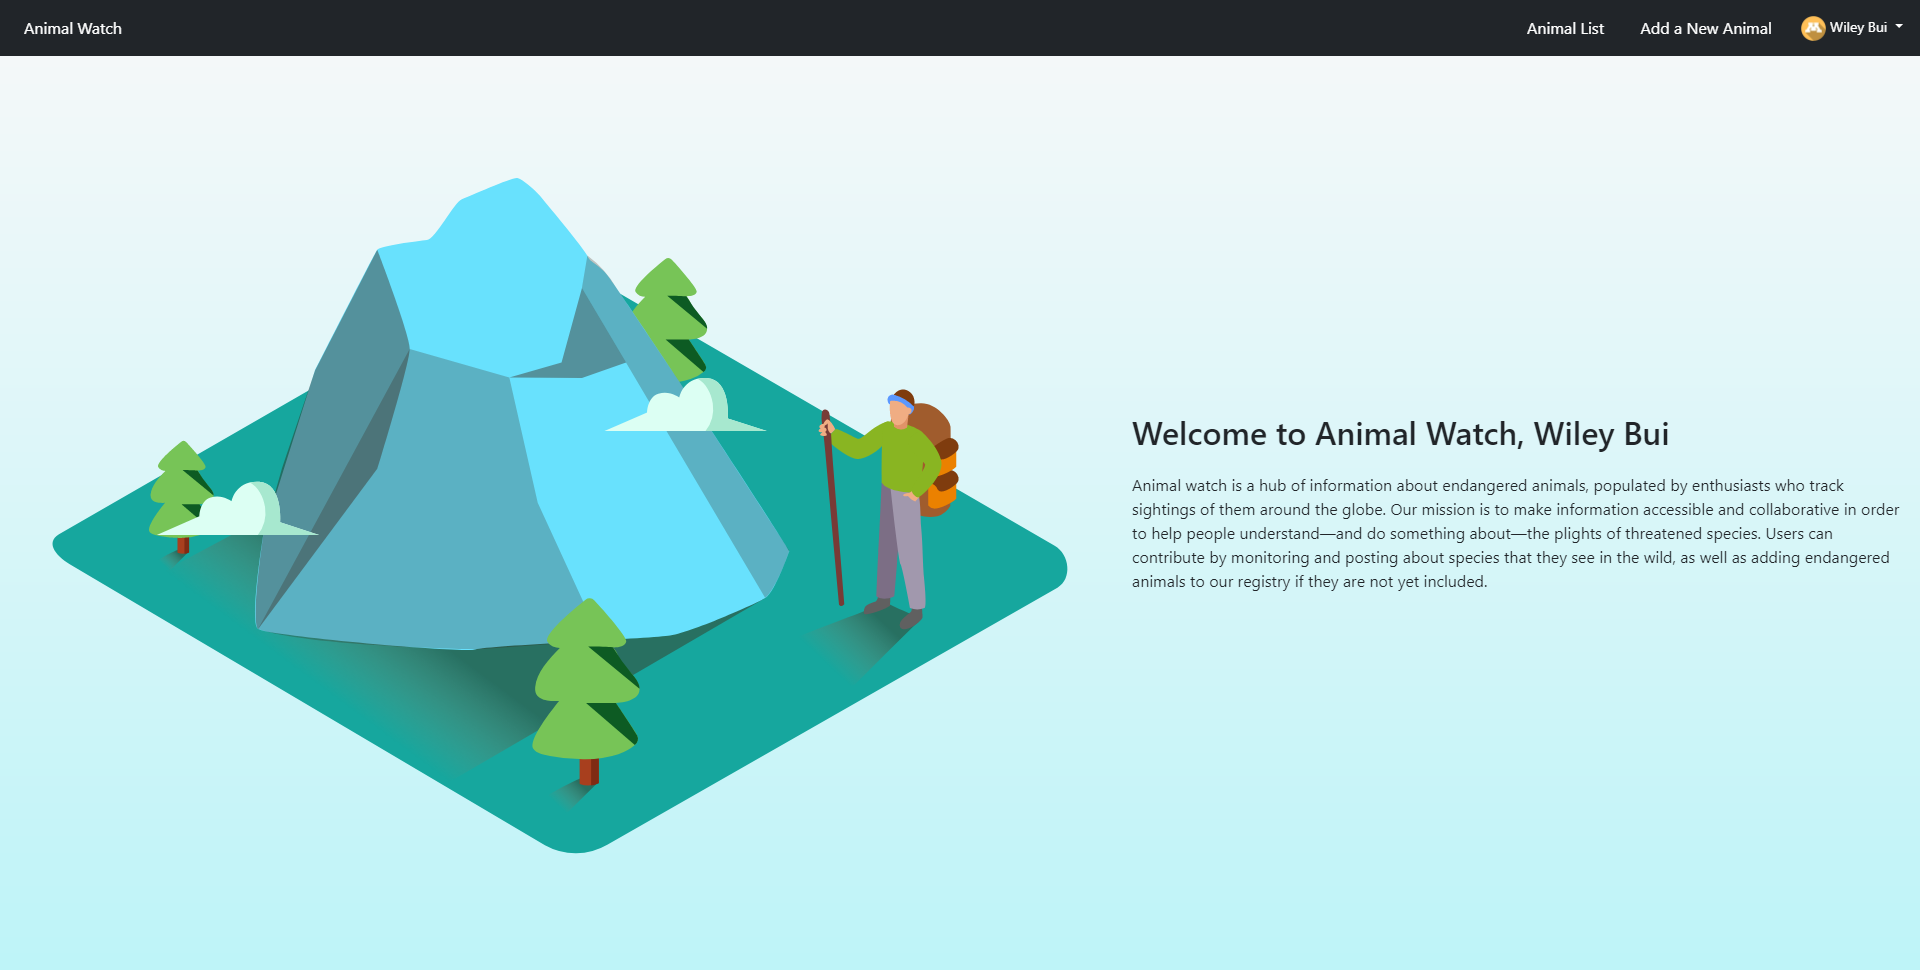 Animal Watch
Animal List
Add a New Animal
Wiley Bui
Welcome to Animal Watch, Wiley Bui
Animal watch is a hub of information about endangered animals, populated by enthusiasts who track
sightings of them around the globe. Our mission is to make information accessible and collaborative in order
to help people understand—and do something about—the plights of threatened species. Users can
contribute by monitoring and posting about species that they see in the wild, as well as adding endangered
animals to our registry if they are not yet included.